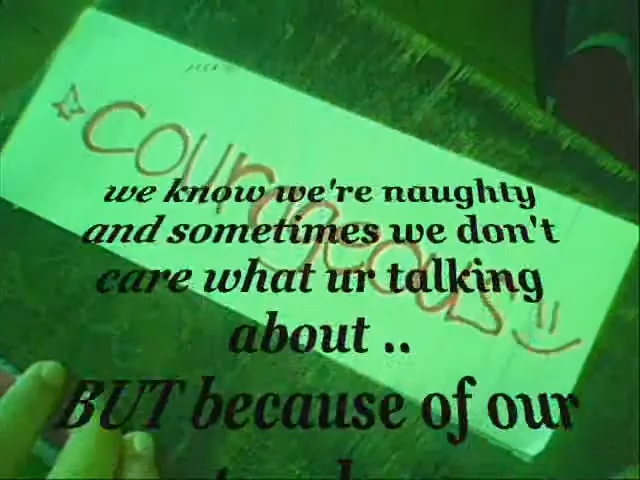 courageous
we know we're naughty
and sometimes we don't
care what ur talking
about ..
BUT because of our